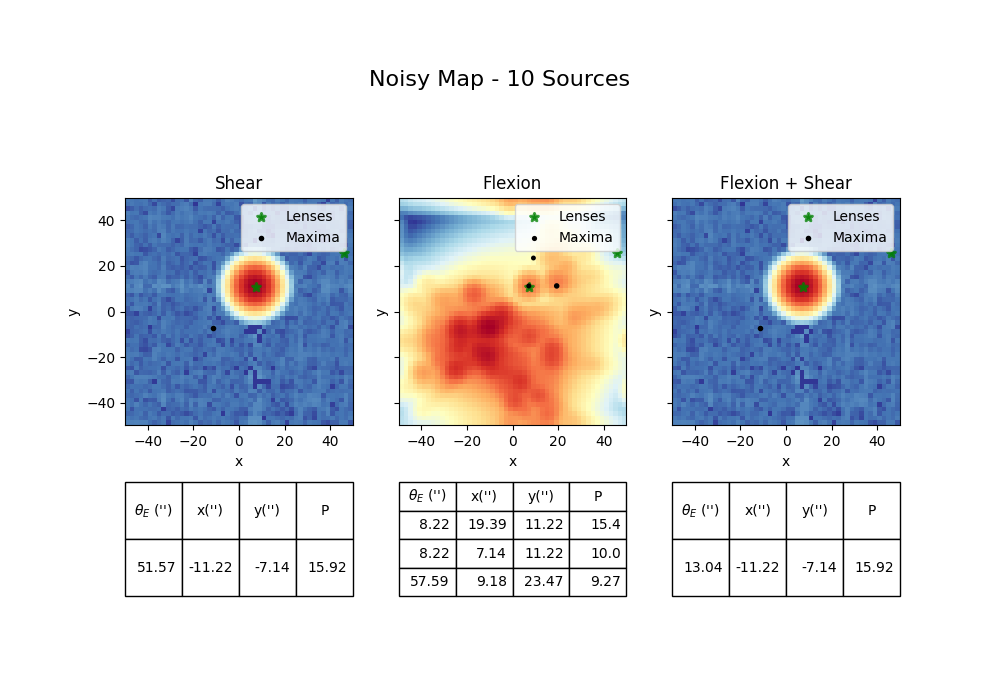 Noisy Map - 10 Sources
Shear Flexion Flexion + Shear
Lenses
Maxima
Lenses
Maxima
Lenses
Maxima
y
40
20
0
−20
−40
−40 −20 0 20 40
x
y
−40 −20 0 20 40
x
y
−40 −20 0 20 40
x
θE ('') x('') y('') P
51.57 -11.22 -7.14 15.92
θE ('') x('') y('') P
8.22 19.39 11.22 15.4
8.22 7.14 11.22 10.0
57.59 9.18 23.47 9.27
θE ('') x('') y('') P
13.04 -11.22 -7.14 15.92